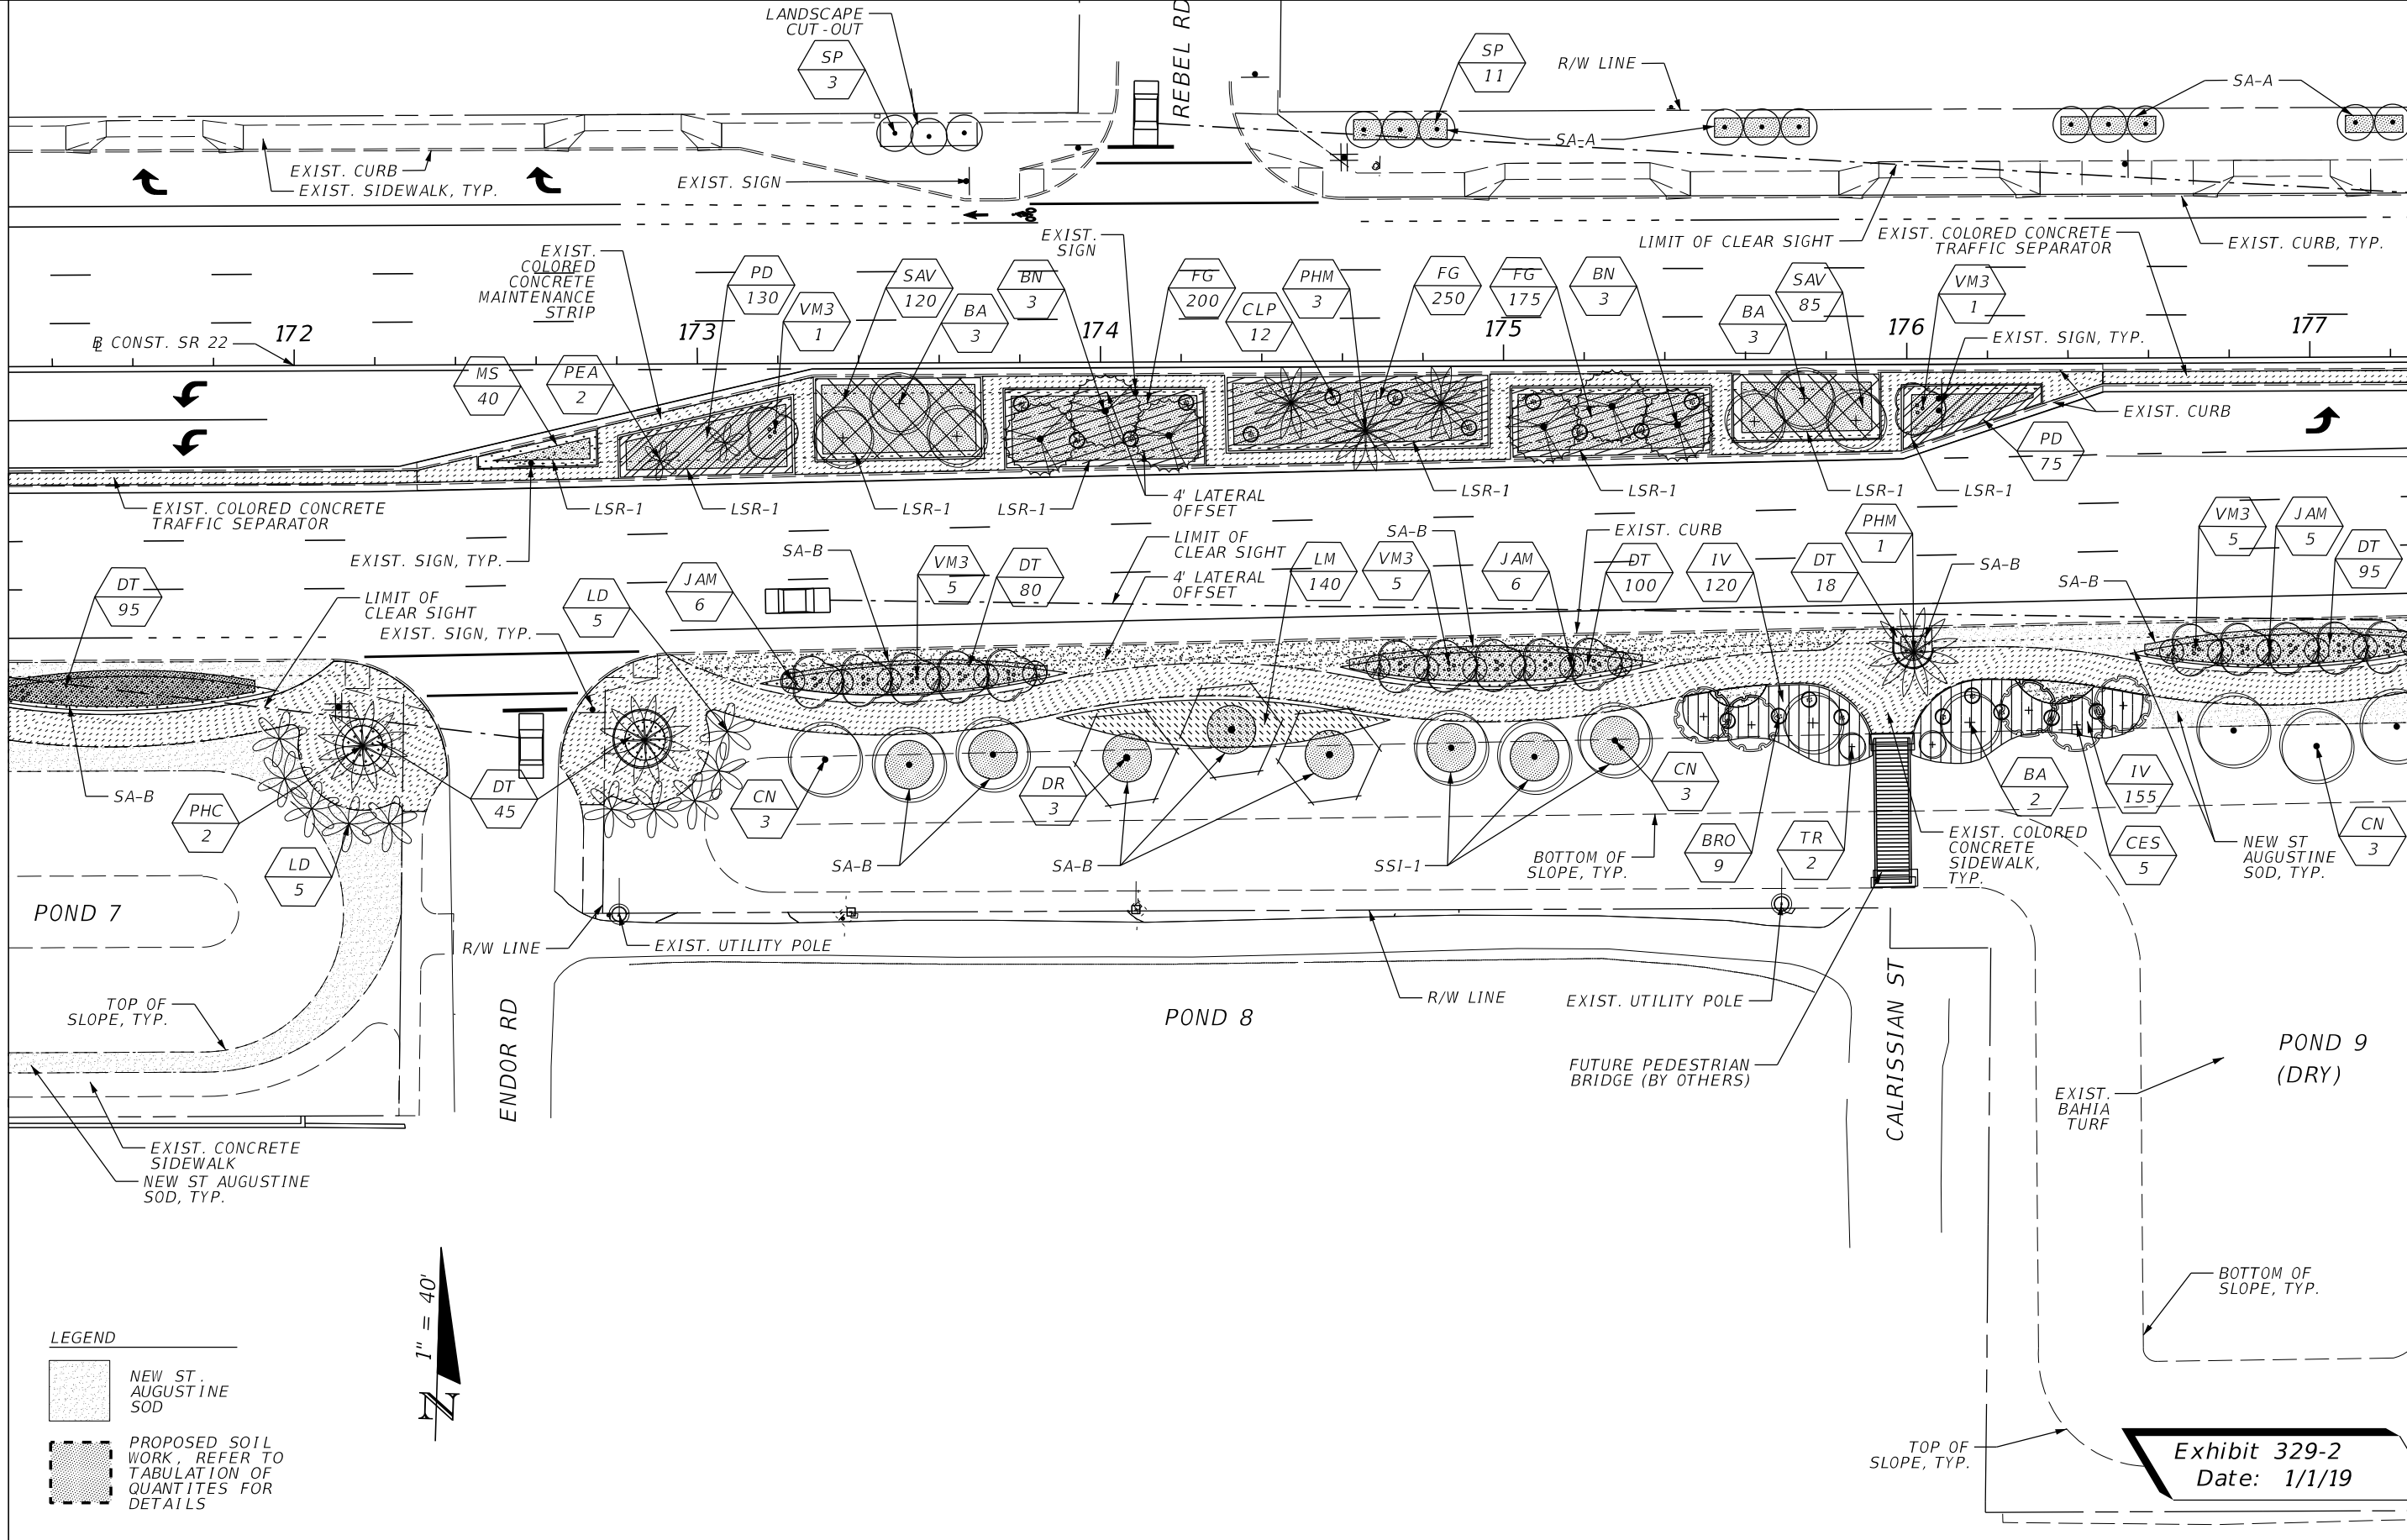 LANDSCAPE
CUT-OUT
SP
3
REBEL RD
SP
11
R/W LINE
SA-A
SA-A
EXIST. CURB
EXIST. SIDEWALK, TYP.
EXIST. SIGN
EXIST.
COLORED
CONCRETE
MAINTENANCE
STRIP
PD
130
VM3
1
SAV
120
BA
3
BN
3
EXIST.
SIGN
FG
200
CLP
12
PHM
3
FG
250
FG
175
BN
3
LIMIT OF CLEAR SIGHT
BA
3
SAV
85
EXIST. COLORED CONCRETE
TRAFFIC SEPARATOR
VM3
1
EXIST. CURB, TYP.
172
173
174
175
176
177
BL CONST. SR 22
MS
40
PEA
2
EXIST. SIGN, TYP.
EXIST. CURB
PD
75
EXIST. COLORED CONCRETE
TRAFFIC SEPARATOR
LSR-1
LSR-1
LSR-1
LSR-1
4' LATERAL
OFFSET
LSR-1
LSR-1
LSR-1
LSR-1
EXIST. SIGN, TYP.
DT
95
LIMIT OF
CLEAR SIGHT
EXIST. SIGN, TYP.
LD
5
JAM
6
SA-B
VM3
5
DT
80
LIMIT OF
CLEAR SIGHT
4' LATERAL
OFFSET
LM
140
VM3
5
SA-B
JAM
6
EXIST. CURB
DT
100
IV
120
DT
18
PHM
1
SA-B
SA-B
VM3
5
JAM
5
DT
95
SA-B
PHC
2
LD
5
DT
45
CN
3
SA-B
DR
3
SA-B
SSI-1
CN
3
BOTTOM OF
SLOPE, TYP.
BRO
9
TR
2
BA
2
IV
155
EXIST. COLORED
CONCRETE
SIDEWALK,
TYP.
CES
5
NEW ST
AUGUSTINE
SOD, TYP.
CN
3
POND 7
R/W LINE
EXIST. UTILITY POLE
TOP OF
SLOPE, TYP.
ENDOR RD
POND 8
R/W LINE
EXIST. UTILITY POLE
FUTURE PEDESTRIAN
BRIDGE (BY OTHERS)
CALRISSIAN ST
POND 9
(DRY)
EXIST.
BAHIA
TURF
EXIST. CONCRETE
SIDEWALK
NEW ST AUGUSTINE
SOD, TYP.
BOTTOM OF
SLOPE, TYP.
TOP OF
SLOPE, TYP.
1" = 40'
N
LEGEND
NEW ST.
AUGUSTINE
SOD
PROPOSED SOIL
WORK, REFER TO
TABULATION OF
QUANTITES FOR
DETAILS
Exhibit 329-2
Date: 1/1/19